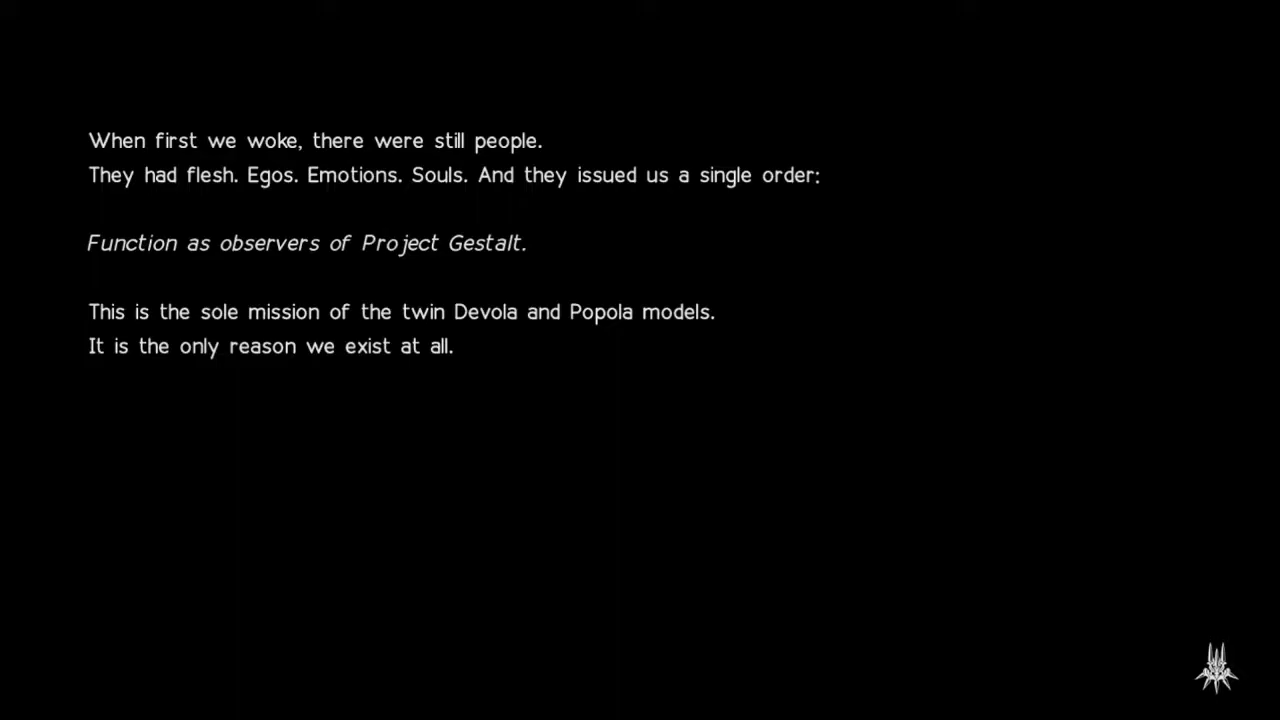 When first we woke, there were still people.
They had flesh. Egos. Emotions. Souls. And they issued us a single order:
Function as observers of Project Gestalt.
This is the sole mission of the twin Devola and Popola models.
It is the only reason we exist at all.